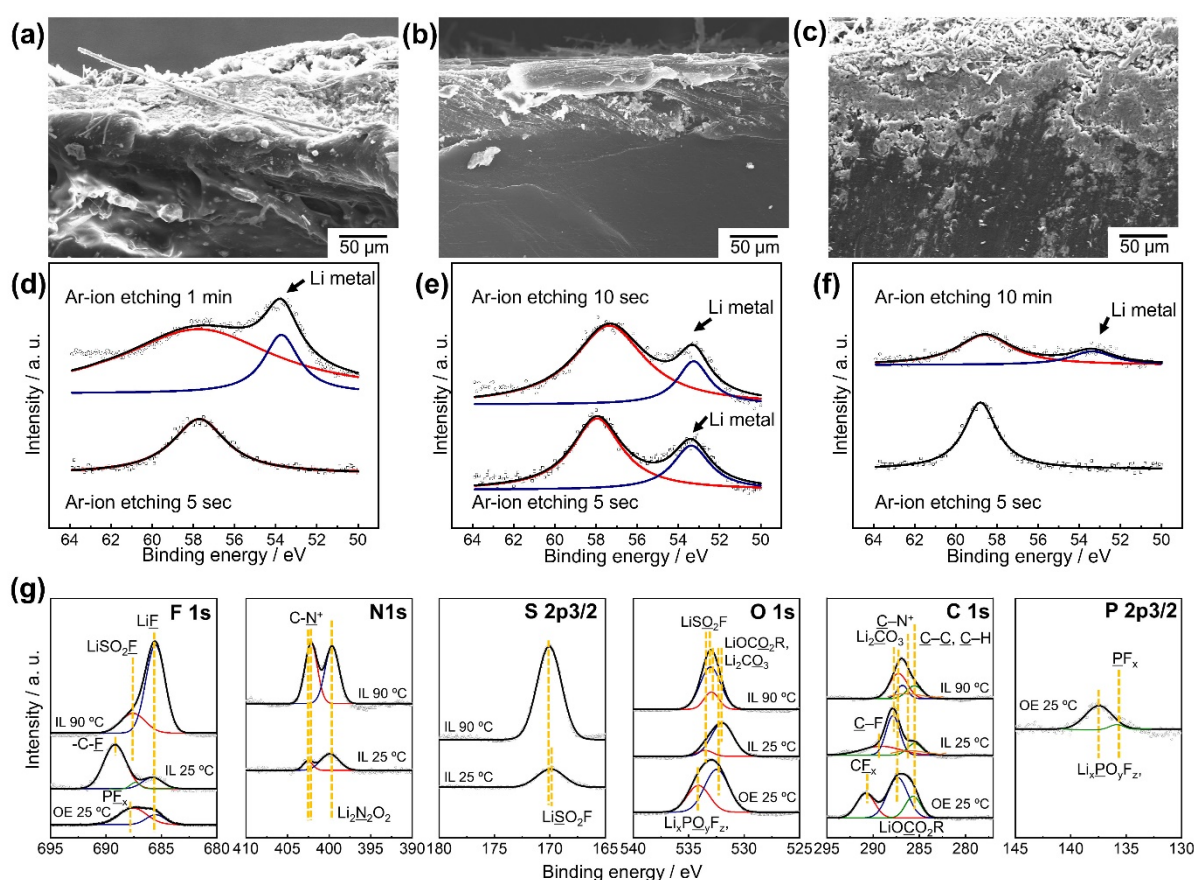 (a)
50 µm
(b)
50 µm
(c)
50 µm
(d)
Ar-ion etching 1 min
Li metal
Ar-ion etching 5 sec
Intensity / a. u.
64 62 60 58 56 54 52 50
Binding energy / eV
(e)
Ar-ion etching 10 sec
Li metal
Li metal
Ar-ion etching 5 sec
Intensity / a. u.
64 62 60 58 56 54 52 50
Binding energy / eV
(f)
Ar-ion etching 10 min
Li metal
Ar-ion etching 5 sec
Intensity / a. u.
64 62 60 58 56 54 52 50
Binding energy / eV
(g)
Intensity / a. u.
F 1s
LiF
LiSO₂F
IL 90 ºC
-C-F
IL 25 ºC
PFₓ
OE 25 ºC
695 690 685 680
N1s
C-N⁺
IL 90 ºC
IL 25 ºC
Li₂N₂O₂
410 405 400 395 390
S 2p3/2
IL 90 ºC
IL 25 ºC
LiSO₂F
180 175 170 165
O 1s
LiSO₂F
LiOCO₂R,
Li₂CO₃
IL 90 ºC
IL 25 ºC
OE 25 ºC
LiₓPOᵧF_z,
540 535 530 525
C 1s
C–N⁺
Li₂CO₃
C–C, C–H
IL 90 ºC
C–F
IL 25 ºC
CFₓ
OE 25 ºC
LiOCO₂R
295 290 285 280
P 2p3/2
PFₓ
OE 25 ºC
LiₓPOᵧF_z,
145 140 135 130
Binding energy / eV